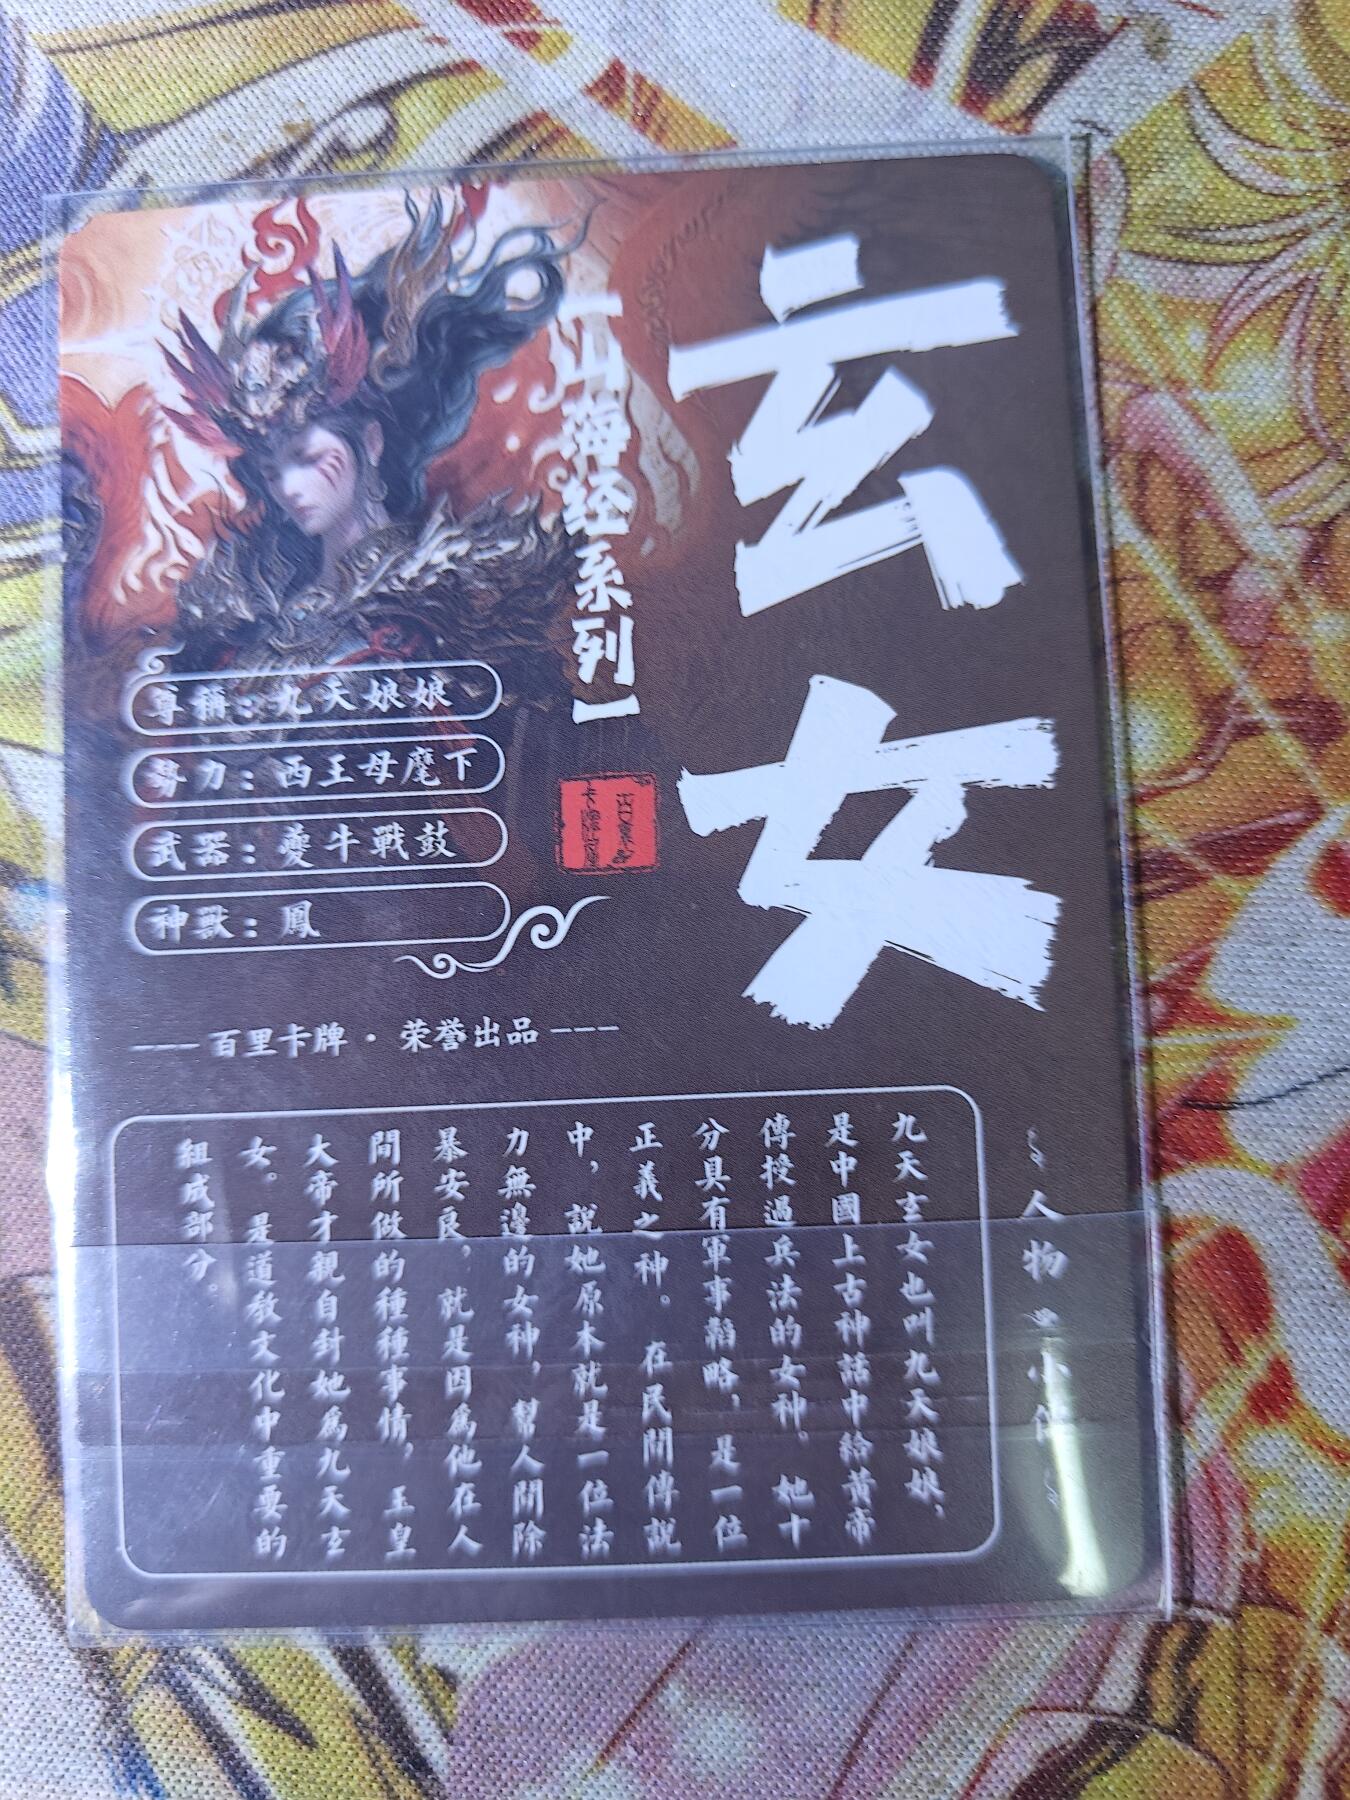 玄女
【山海经系列】
尊稱：九天娘娘
势力：西王母麾下
武器：夔牛戰鼓
神獸：鳳
百里卡牌・荣誉出品
人物小传
九天玄女也叫九天娘娘，
是中國上古神話中給黃帝
傳授過兵法的女神。她十
分具有軍事韜略，是一位
正義之神。在民間傳説
中，説她原本就是一位法
力無邊的女神，幫人間除
暴安良，就是因爲他在人
間所做的種種事情，玉皇
大帝才親自封她爲九天玄
女。是道教文化中重要的
組成部分。